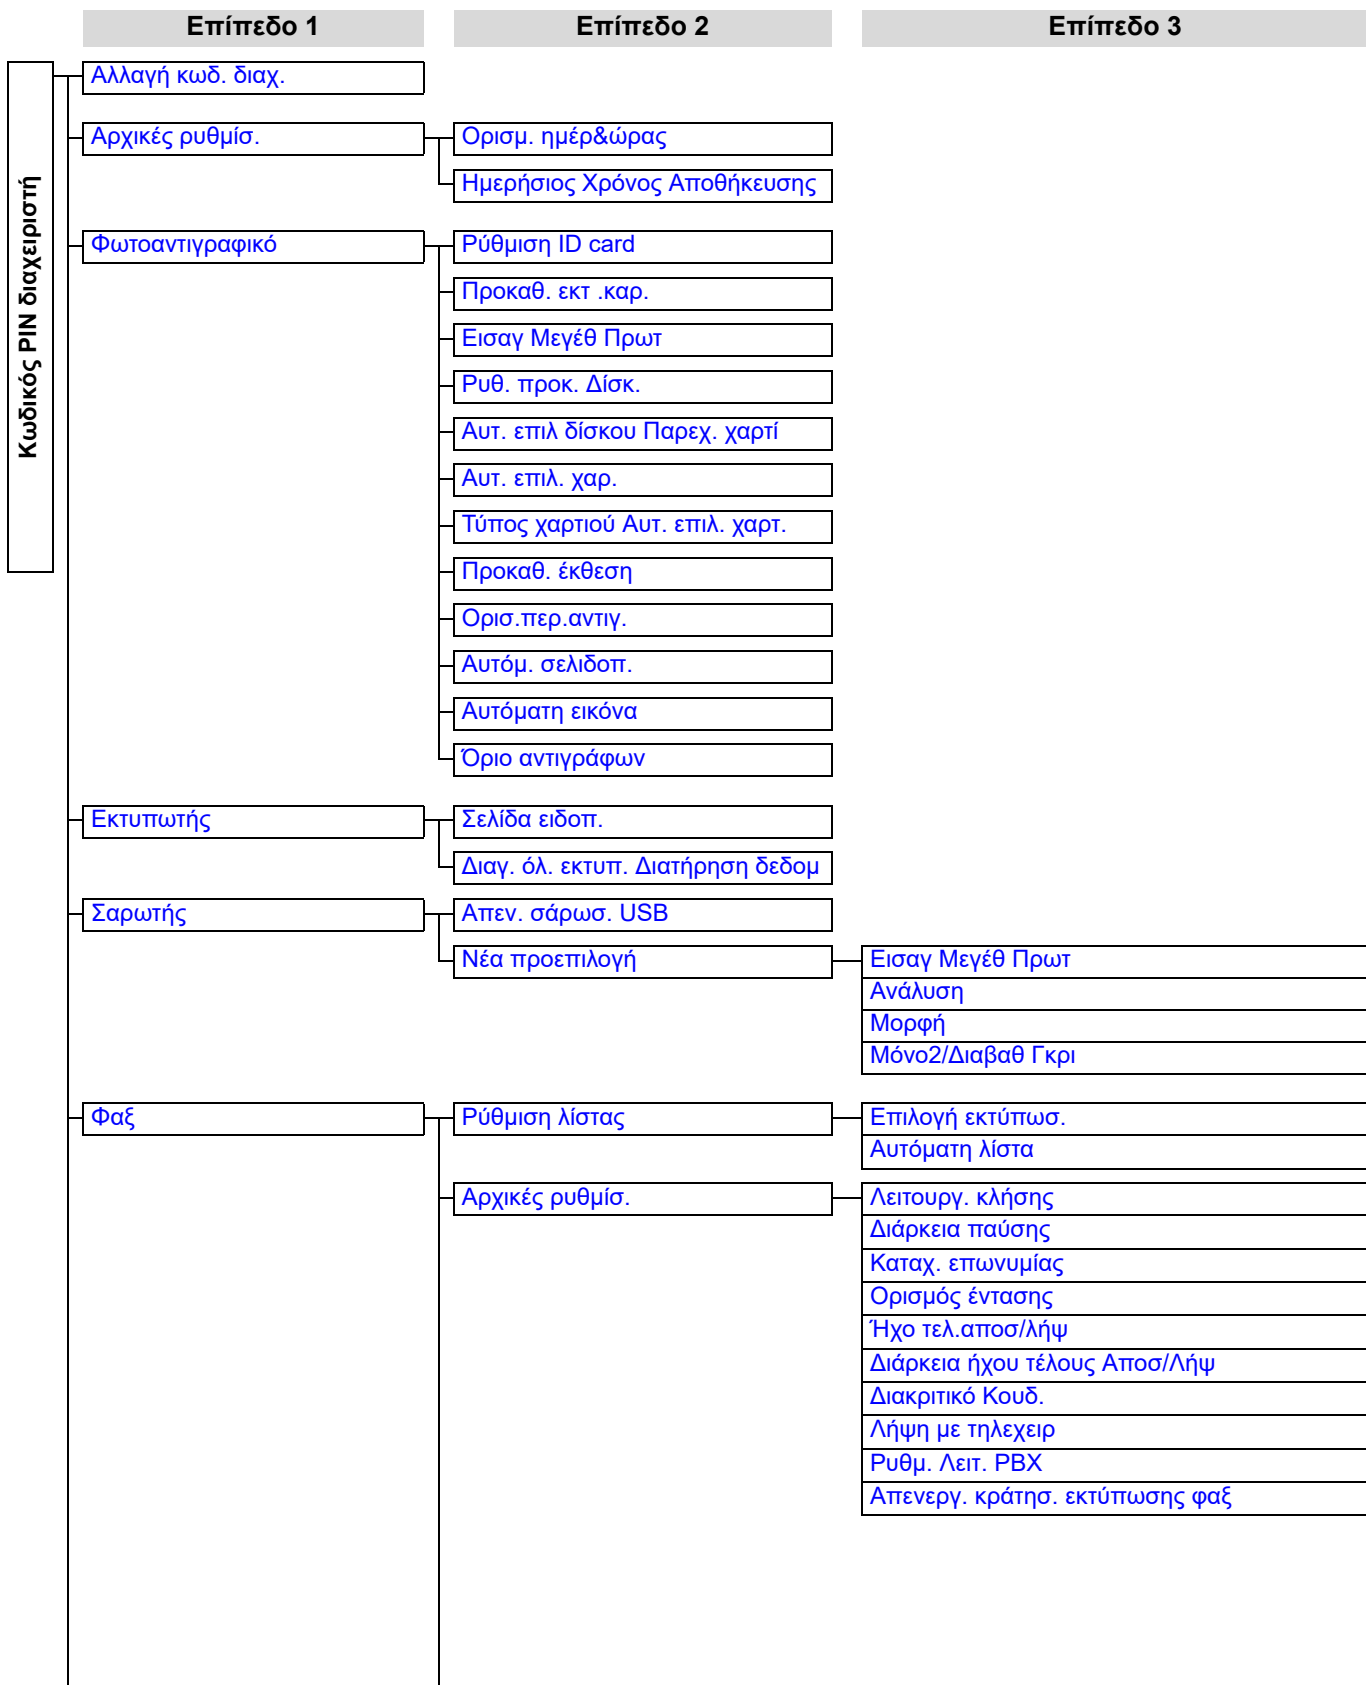 Επίπεδο 1
Επίπεδο 2
Επίπεδο 3
Κωδικός PIN διαχειριστή
Αλλαγή κωδ. διαχ.
Αρχικές ρυθμίσ.
Ορισμ. ημέρ&ώρας
Ημερήσιος Χρόνος Αποθήκευσης
Φωτοαντιγραφικό
Ρύθμιση ID card
Προκαθ. εκτ .καρ.
Εισαγ Μεγέθ Πρωτ
Ρυθ. προκ. Δίσκ.
Αυτ. επιλ δίσκου Παρεχ. χαρτί
Αυτ. επιλ. χαρ.
Τύπος χαρτιού Αυτ. επιλ. χαρτ.
Προκαθ. έκθεση
Ορισ.περ.αντιγ.
Αυτόμ. σελιδοπ.
Αυτόματη εικόνα
Όριο αντιγράφων
Εκτυπωτής
Σελίδα ειδοπ.
Διαγ. όλ. εκτυπ. Διατήρηση δεδομ
Σαρωτής
Απεν. σάρωσ. USB
Νέα προεπιλογή
Εισαγ Μεγέθ Πρωτ
Ανάλυση
Μορφή
Μόνο2/Διαβαθ Γκρι
Φαξ
Ρύθμιση λίστας
Επιλογή εκτύπωσ.
Αυτόματη λίστα
Αρχικές ρυθμίσ.
Λειτουργ. κλήσης
Διάρκεια παύσης
Καταχ. επωνυμίας
Ορισμός έντασης
Ήχο τελ.αποσ/λήψ
Διάρκεια ήχου τέλους Αποσ/Λήψ
Διακριτικό Κουδ.
Λήψη με τηλεχειρ
Ρυθμ. Λειτ. PBX
Απενεργ. κράτησ. εκτύπωσης φαξ